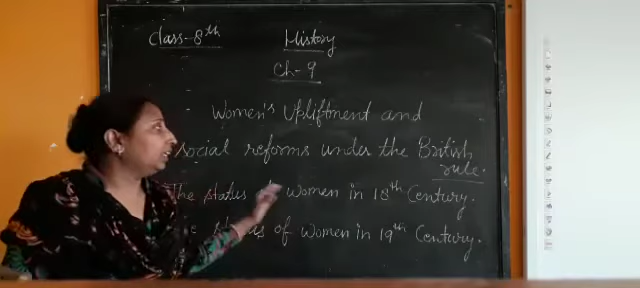 Class-8th History
Ch-9
Women's Upliftment and
social reforms under the British
rule.
The status women in 18th Century.
of women in 19th Century.